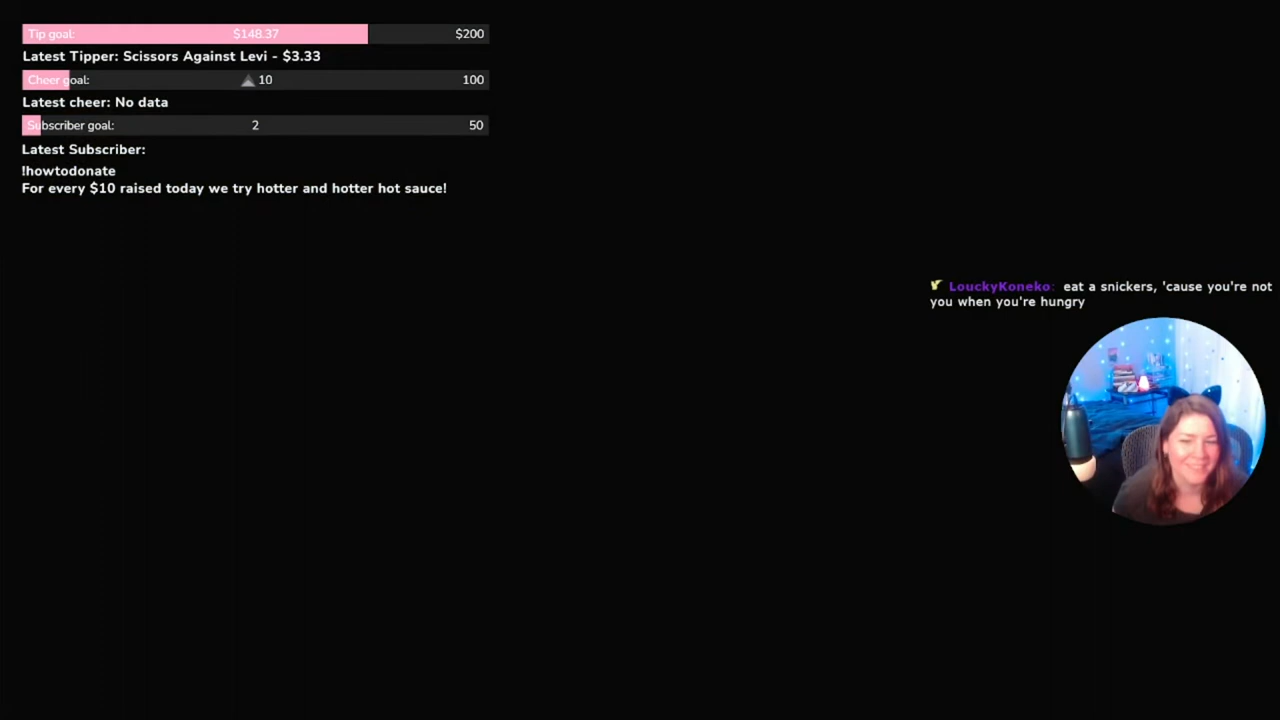 Tip goal: $148.37 $200
Latest Tipper: Scissors Against Levi - $3.33
Cheer goal: 10 100
Latest cheer: No data
Subscriber goal: 2 50
Latest Subscriber:
!howtodonate
For every $10 raised today we try hotter and hotter hot sauce!
LouckyKoneko: eat a snickers, 'cause you're not
you when you're hungry